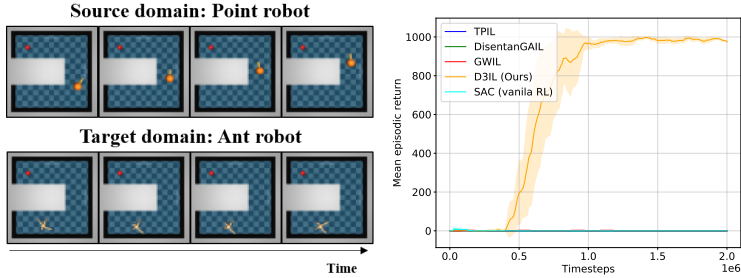 Source domain: Point robot
Target domain: Ant robot
Time
Mean episodic return
1000
800
600
400
200
0
TPIL
DisentanGAIL
GWIL
D3IL (Ours)
SAC (vanila RL)
0.0
0.5
1.0
1.5
2.0
Timesteps
1e6